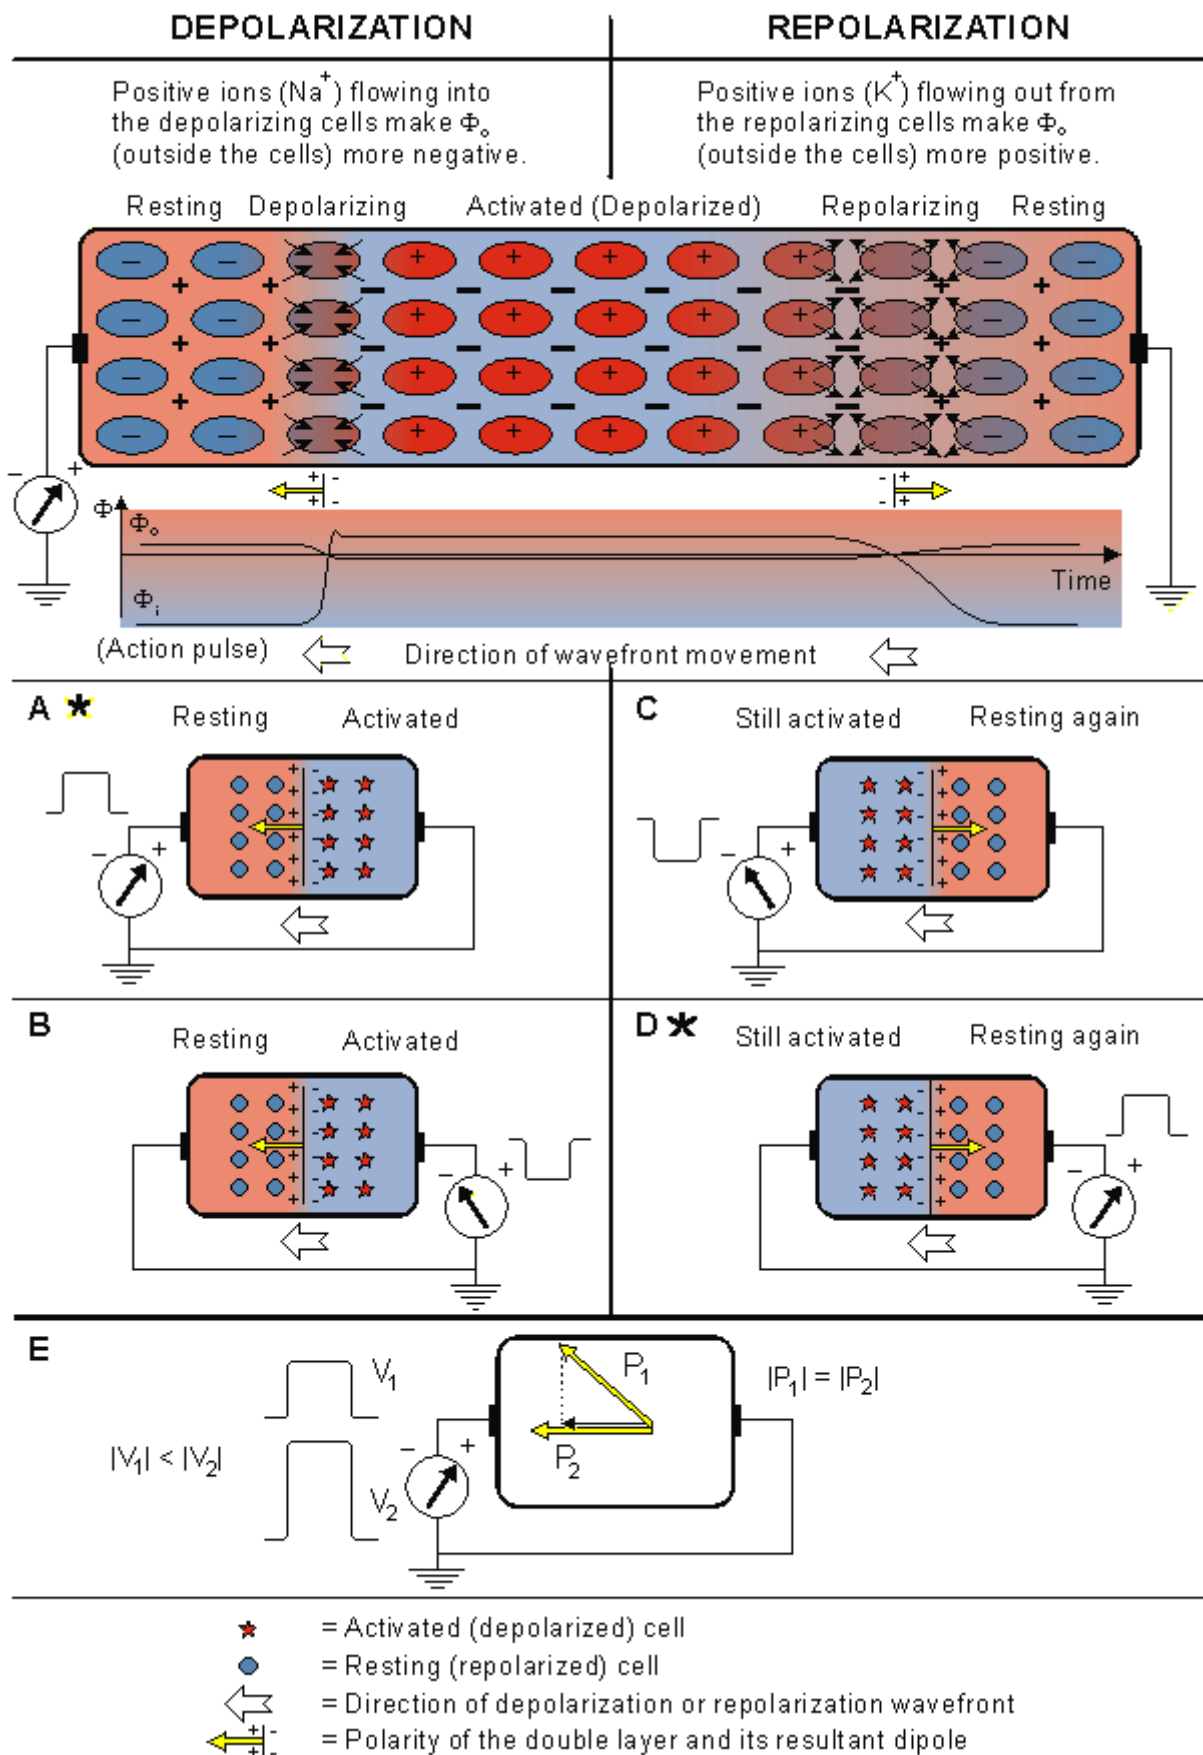 DEPOLARIZATION
REPOLARIZATION
Positive ions (Na+) flowing into
the depolarizing cells make Φo
(outside the cells) more negative.
Positive ions (K+) flowing out from
the repolarizing cells make Φo
(outside the cells) more positive.
Resting Depolarizing Activated (Depolarized) Repolarizing Resting
Φ
Φo
Time
Φi
(Action pulse) Direction of wavefront movement
A * Resting Activated
C Still activated Resting again
B Resting Activated
D * Still activated Resting again
E
V1
P1
|P1| = |P2|
|V1| < |V2|
P2
V2
= Activated (depolarized) cell
= Resting (repolarized) cell
= Direction of depolarization or repolarization wavefront
= Polarity of the double layer and its resultant dipole